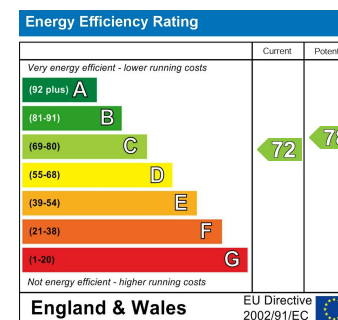 Energy Efficiency Rating
Current
Very energy efficient - lower running costs
(92 plus) A
(81-91) B
(69-80) C
72
(55-68) D
(39-54) E
(21-38) F
(1-20) G
Not energy efficient - higher running costs
England & Wales
EU Directive
2002/91/EC